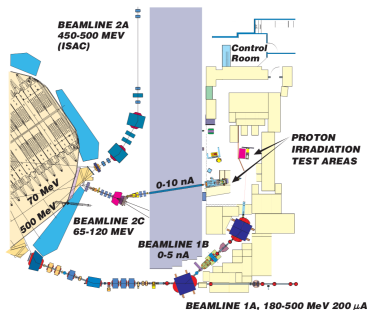 BEAMLINE 2A
450-500 MEV
(ISAC)
Control
Room
PROTON
IRRADIATION
TEST AREAS
0-10 nA
70 MeV
500 MeV
BEAMLINE 2C
65-120 MEV
BEAMLINE 1B
0-5 nA
BEAMLINE 1A, 180-500 MeV 200 µA